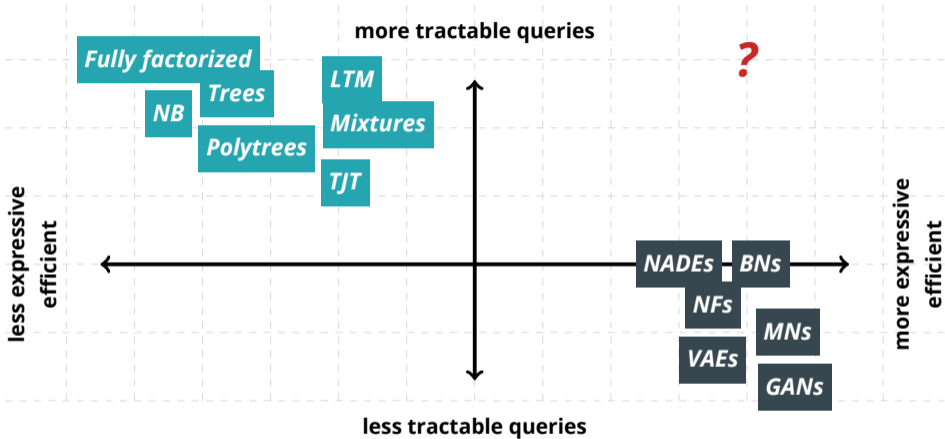 more tractable queries
?
Fully factorized
LTM
Trees
NB
Mixtures
Polytrees
TJT
less expressive
efficient
more expressive
efficient
NADEs
BNs
NFs
MNs
VAEs
GANs
less tractable queries